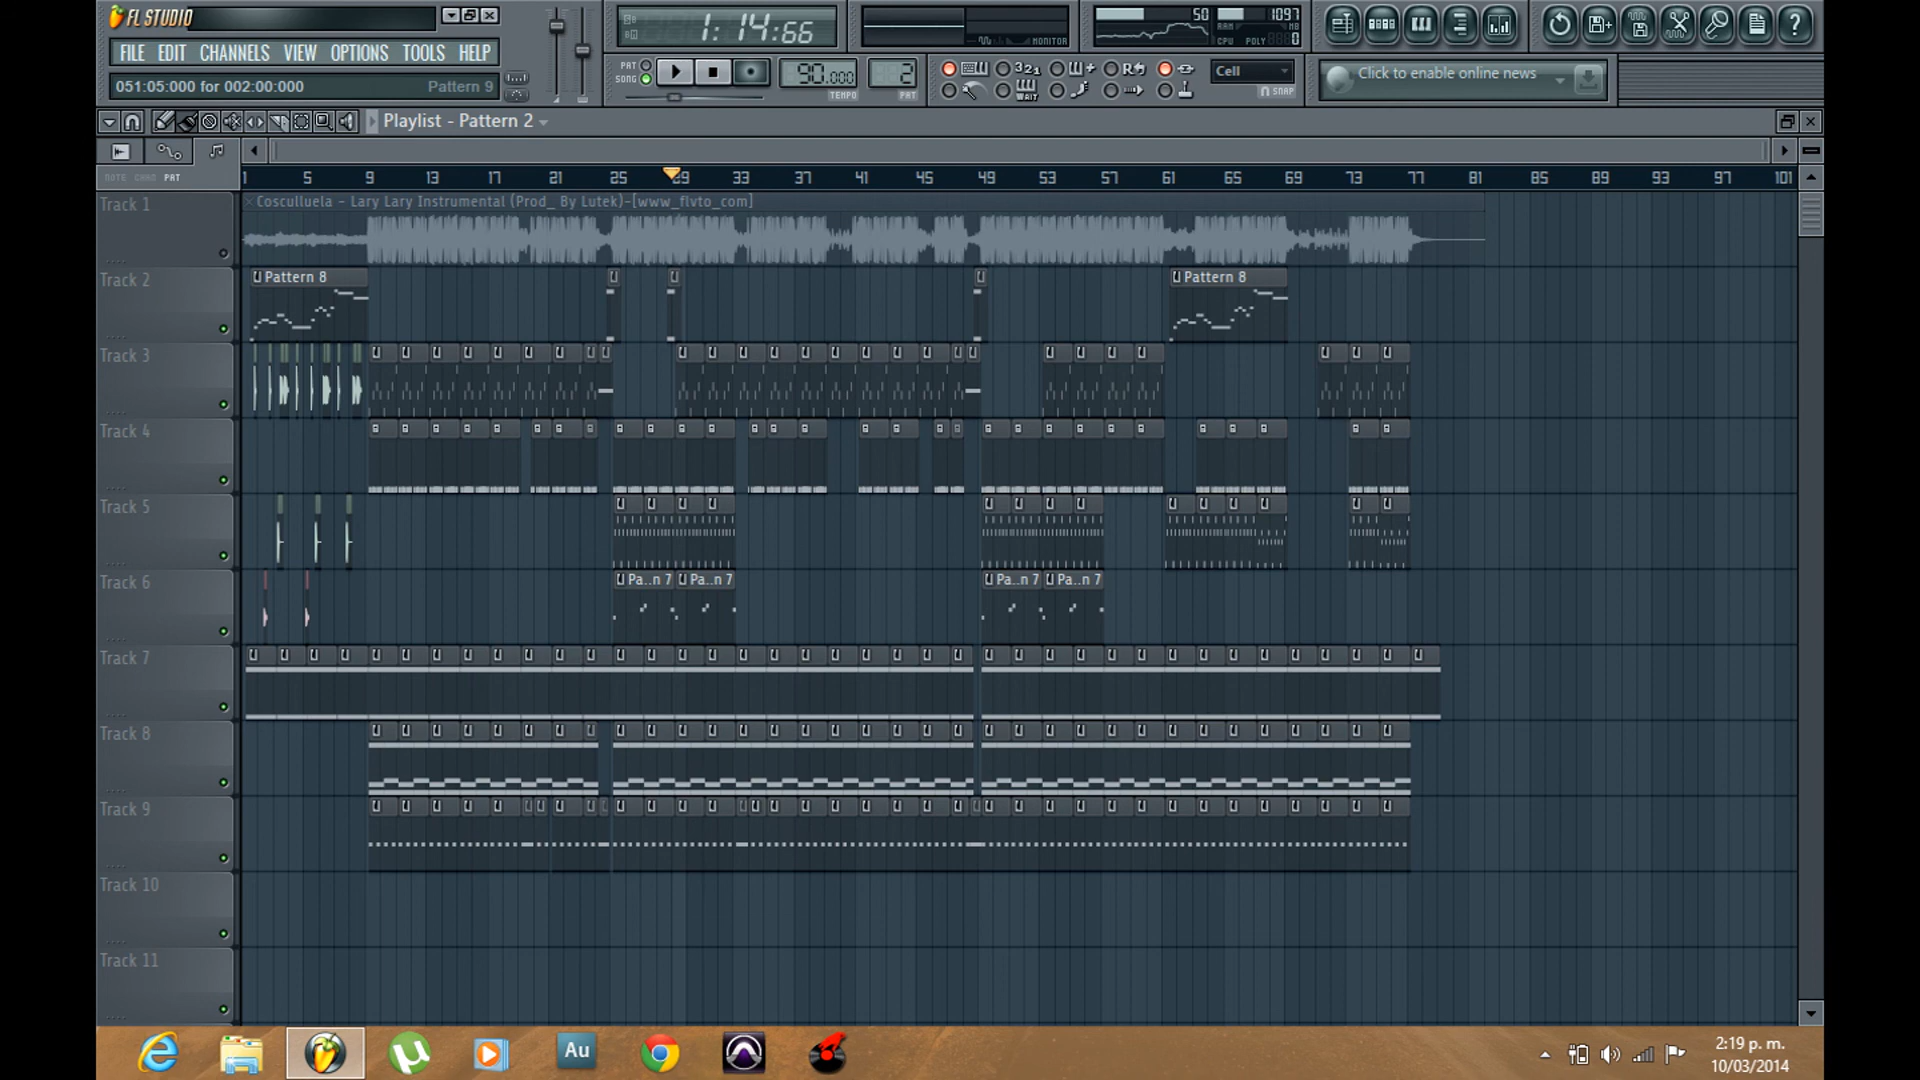 FL STUDIO
FILE EDIT CHANNELS VIEW OPTIONS TOOLS HELP
051:05:000 for 002:00:000 Pattern 9
1:14:66
PAT
SONG
90.000
TEMPO
2
PAT
MONITOR
50
1097
RAM
CPU
POLY
0
321
WAIT
Cell
SNAP
Click to enable online news
Playlist - Pattern 2
NOTE CHAN PAT
1 5 9 13 17 21 25 29 33 37 41 45 49 53 57 61 65 69 73 77 81 85 89 93 97 101
Track 1
Cosculluela - Lary Lary Instrumental (Prod_ By Lutek)-[www_flvto_com]
Track 2
Pattern 8
Pattern 8
Track 3
Track 4
Track 5
Track 6
Pa..n 7 Pa..n 7
Pa..n 7 Pa..n 7
Track 7
Track 8
Track 9
Track 10
Track 11
Au
2:19 p. m.
10/03/2014